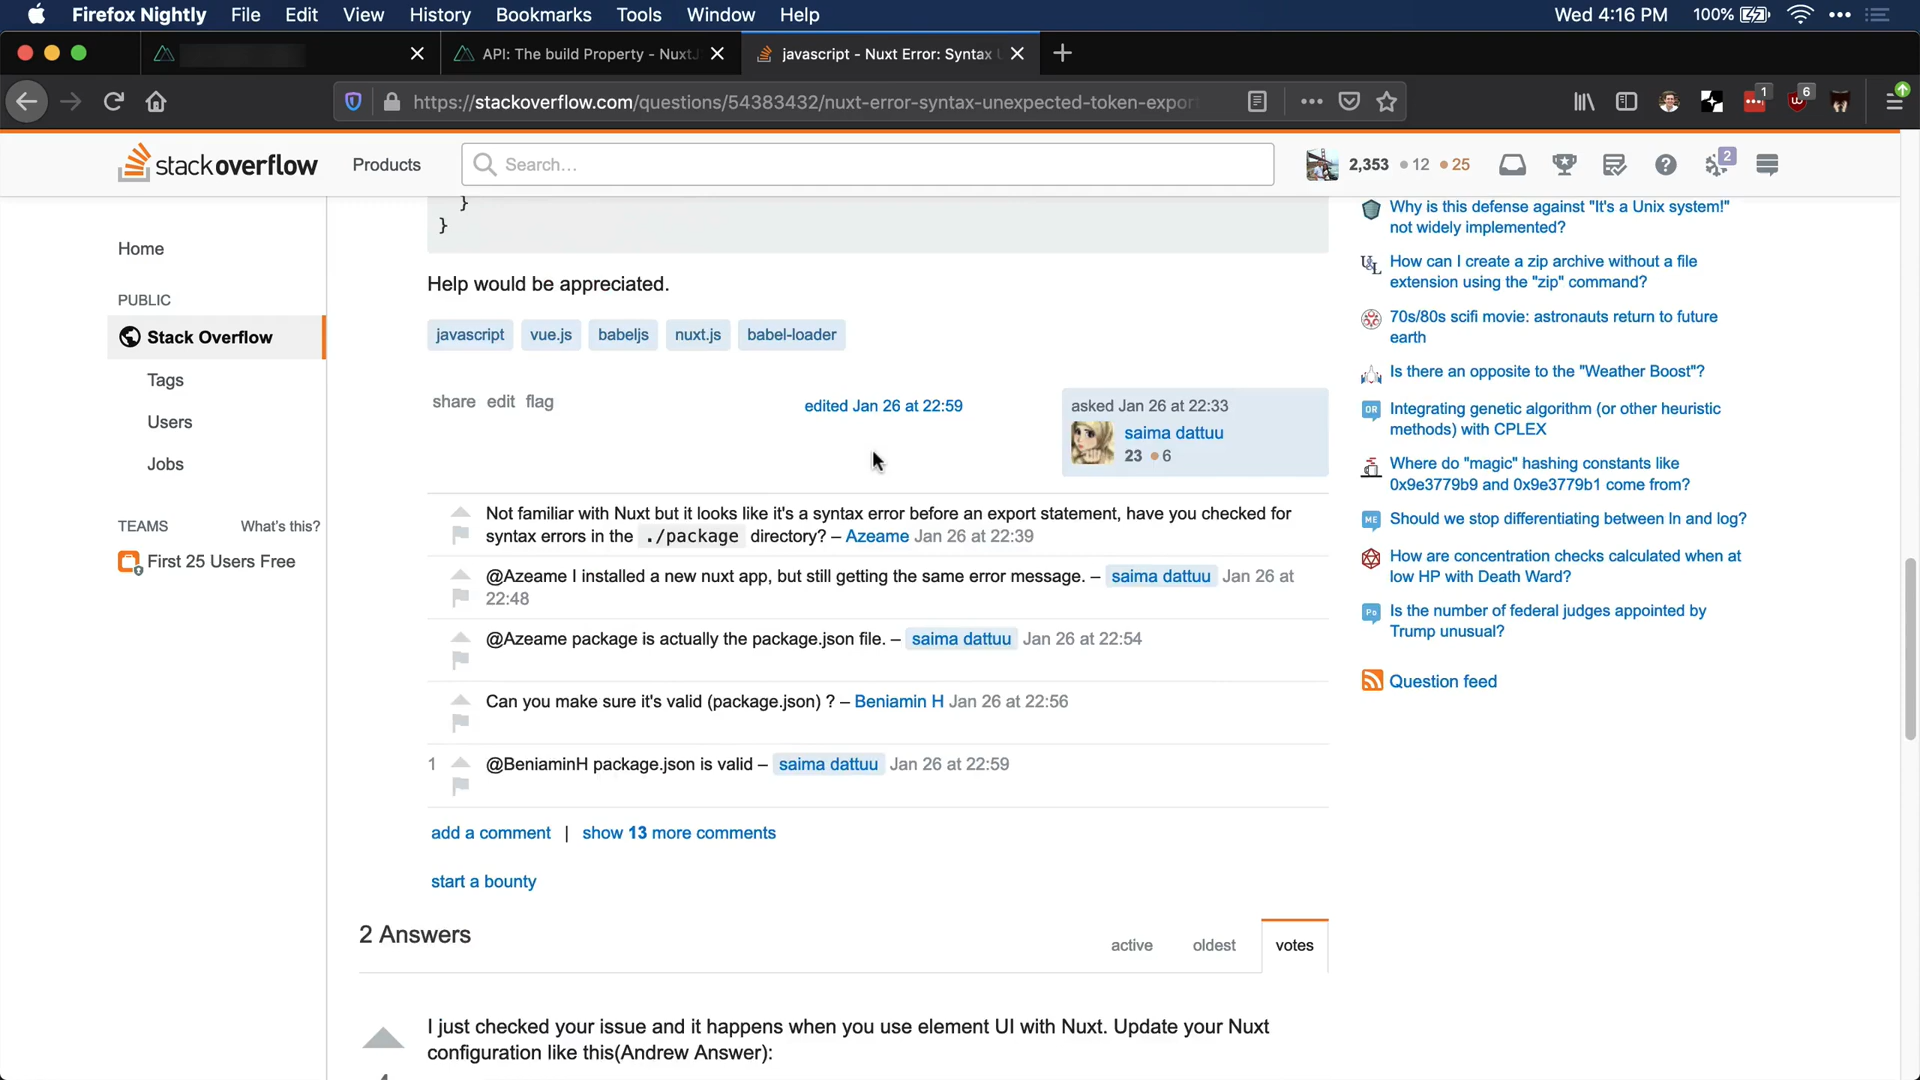 Firefox Nightly File Edit View History Bookmarks Tools Window Help Wed 4:16 PM 100%
API: The build Property - NuxtJ
javascript - Nuxt Error: Syntax
https://stackoverflow.com/questions/54383432/nuxt-error-syntax-unexpected-token-expor
1 6
stackoverflow Products Search... 2,353 12 25 2
Home
PUBLIC
Stack Overflow
Tags
Users
Jobs
TEAMS What's this?
First 25 Users Free
}
}
Help would be appreciated.
javascript vue.js babeljs nuxt.js babel-loader
share edit flag edited Jan 26 at 22:59 asked Jan 26 at 22:33
saima dattuu
23 6
Not familiar with Nuxt but it looks like it's a syntax error before an export statement, have you checked for
syntax errors in the ./package directory? – Azeame Jan 26 at 22:39
@Azeame I installed a new nuxt app, but still getting the same error message. – saima dattuu Jan 26 at
22:48
@Azeame package is actually the package.json file. – saima dattuu Jan 26 at 22:54
Can you make sure it's valid (package.json) ? – Beniamin H Jan 26 at 22:56
1 @BeniaminH package.json is valid – saima dattuu Jan 26 at 22:59
add a comment | show 13 more comments
start a bounty
2 Answers active oldest votes
I just checked your issue and it happens when you use element UI with Nuxt. Update your Nuxt
configuration like this(Andrew Answer):
Why is this defense against "It's a Unix system!"
not widely implemented?
How can I create a zip archive without a file
extension using the "zip" command?
70s/80s scifi movie: astronauts return to future
earth
Is there an opposite to the "Weather Boost"?
Integrating genetic algorithm (or other heuristic
methods) with CPLEX
Where do "magic" hashing constants like
0x9e3779b9 and 0x9e3779b1 come from?
Should we stop differentiating between ln and log?
How are concentration checks calculated when at
low HP with Death Ward?
Is the number of federal judges appointed by
Trump unusual?
Question feed